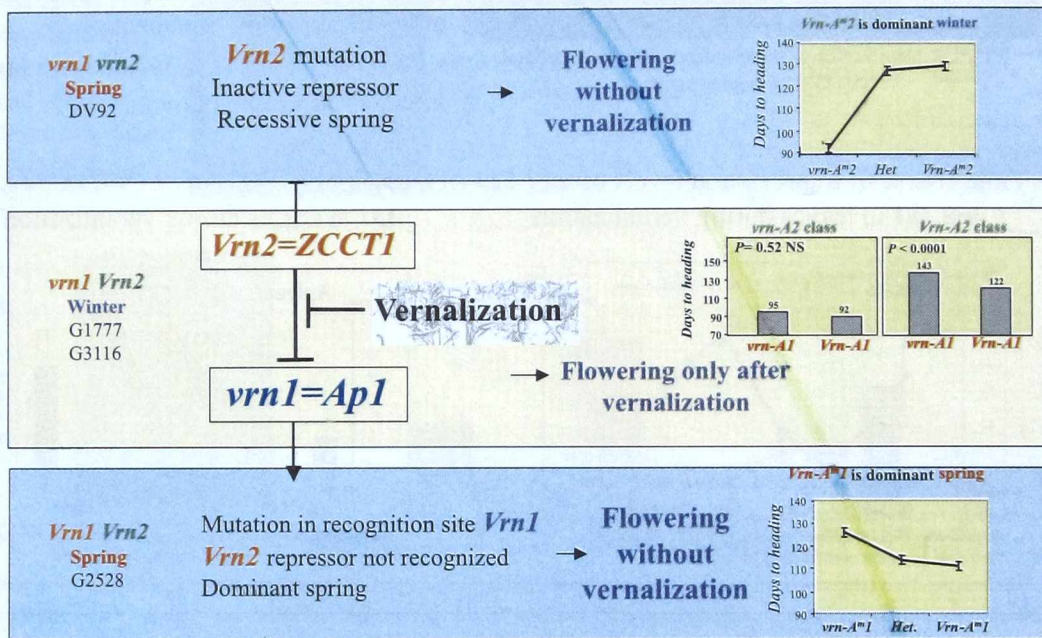 vrn1 vrn2
Spring
DV92
Vrn2 mutation
Inactive repressor
Recessive spring
Flowering
without
vernalization
Vrn-Aᵐ2 is dominant winter
Days to heading
140
130
120
110
100
90
vrn-Aᵐ2 Het Vrn-Aᵐ2
vrn1 Vrn2
Winter
G1777
G3116
Vrn2=ZCCT1
Vernalization
vrn1=Ap1
Flowering only after
vernalization
vrn-A2 class
Vrn-A2 class
P= 0.52 NS
P < 0.0001
Days to heading
150
130
110
90
70
95
92
143
122
vrn-A1 Vrn-A1 vrn-A1 Vrn-A1
Vrn1 Vrn2
Spring
G2528
Mutation in recognition site Vrn1
Vrn2 repressor not recognized
Dominant spring
Flowering
without
vernalization
Vrn-Aᵐ1 is dominant spring
Days to heading
140
130
120
110
100
90
vrn-Aᵐ1 Het. Vrn-Aᵐ1